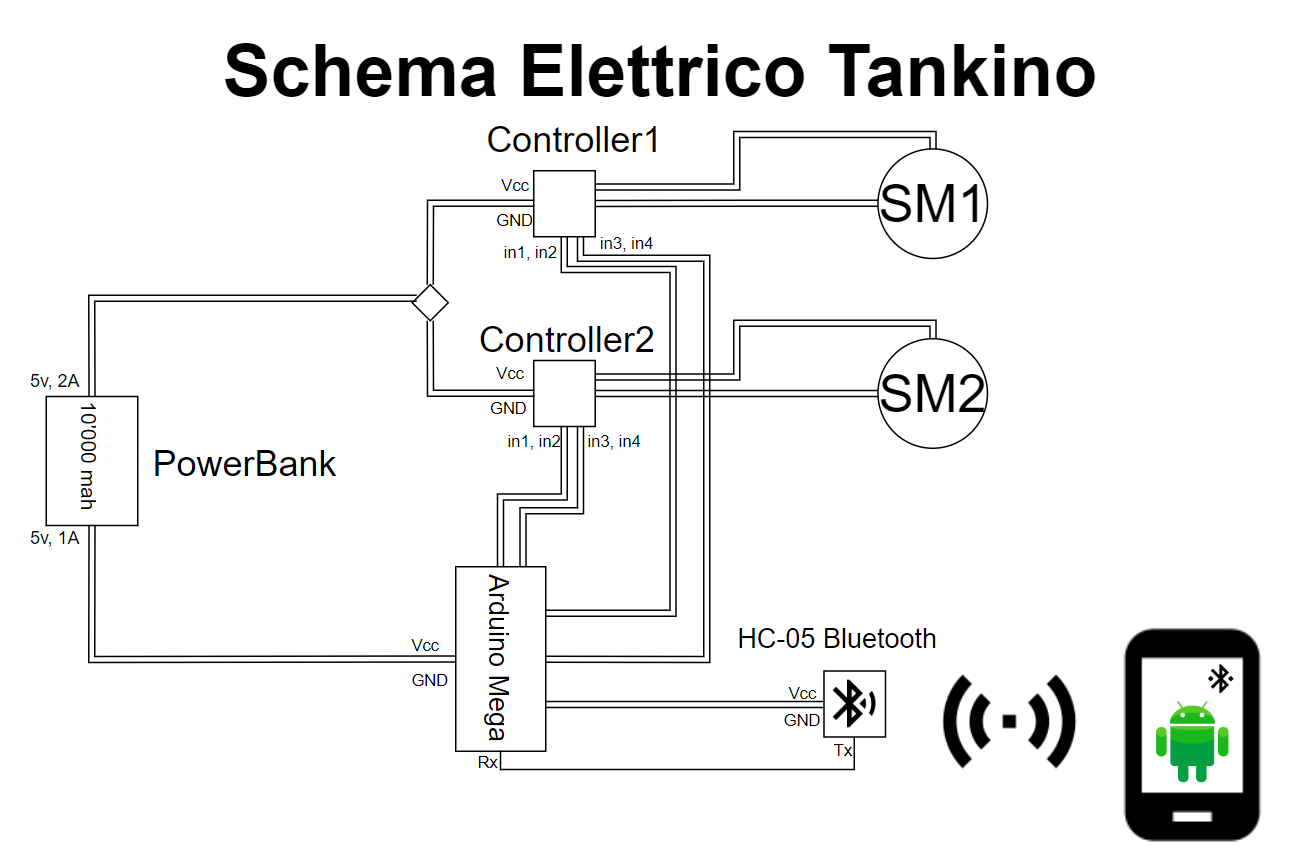 Schema Elettrico Tankino
Controller1
Vcc
GND
in1, in2
in3, in4
SM1
Controller2
Vcc
GND
in1, in2
in3, in4
SM2
5v, 2A
10'000 mah
PowerBank
5v, 1A
Vcc
GND
Arduino Mega
Rx
HC-05 Bluetooth
Vcc
GND
Tx